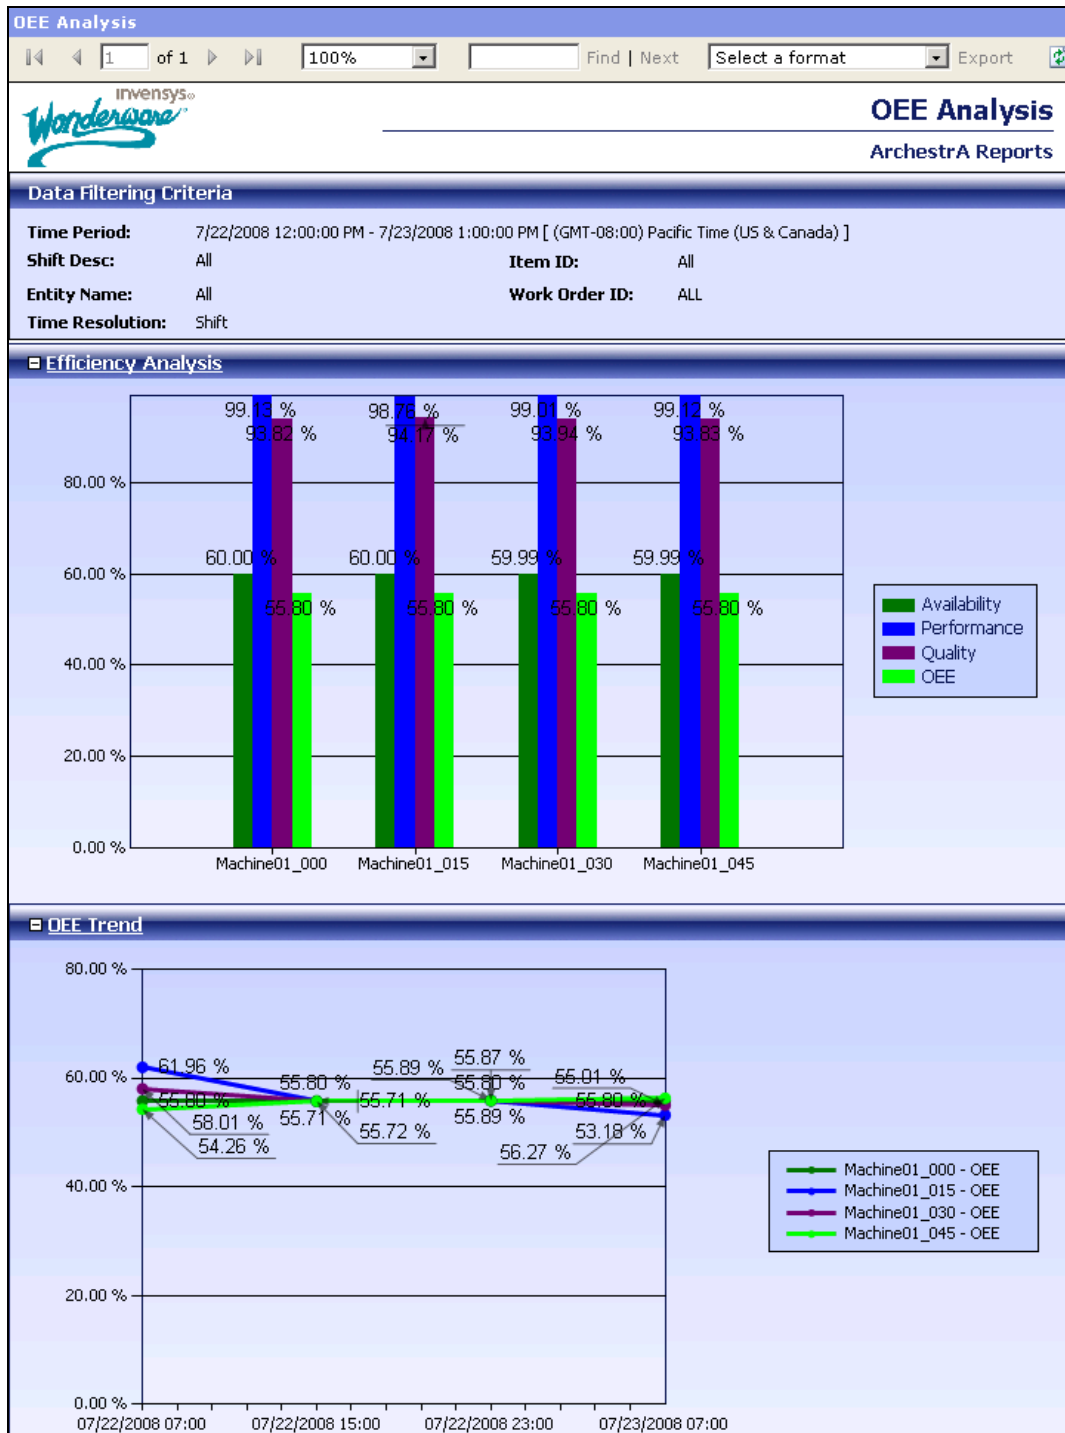 OEE Analysis
1 of 1 100% Find | Next Select a format Export
invensys
Wonderware
OEE Analysis
ArchestrA Reports
Data Filtering Criteria
Time Period: 7/22/2008 12:00:00 PM - 7/23/2008 1:00:00 PM [ (GMT-08:00) Pacific Time (US & Canada) ]
Shift Desc: All Item ID: All
Entity Name: All Work Order ID: ALL
Time Resolution: Shift
Efficiency Analysis
99.13 % 98.76 % 99.01 % 99.12 %
93.82 % 94.17 % 93.94 % 93.83 %
80.00 %
60.00 % 60.00 % 59.99 % 59.99 %
60.00 %
55.80 % 55.80 % 55.80 % 55.80 %
Availability
Performance
Quality
OEE
40.00 %
20.00 %
0.00 %
Machine01_000 Machine01_015 Machine01_030 Machine01_045
OEE Trend
80.00 %
61.96 % 55.89 % 55.87 %
60.00 % 55.80 % 55.80 % 55.01 %
55.80 % 55.71 % 55.80 %
58.01 % 55.71 % 55.72 % 55.89 % 53.18 %
54.26 % 56.27 %
Machine01_000 - OEE
Machine01_015 - OEE
Machine01_030 - OEE
Machine01_045 - OEE
40.00 %
20.00 %
0.00 %
07/22/2008 07:00 07/22/2008 15:00 07/22/2008 23:00 07/23/2008 07:00